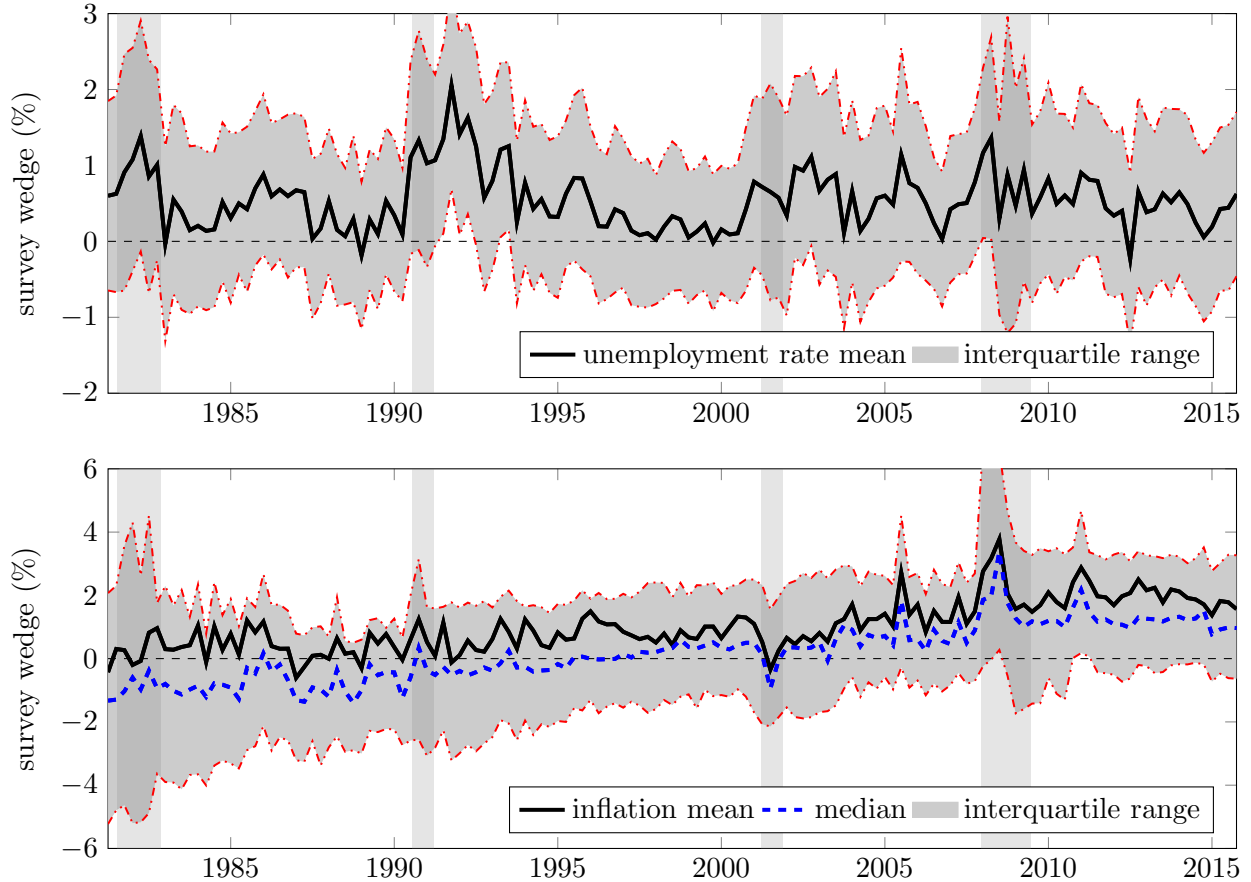 3
2
1
0
−1
−2
survey wedge (%)
unemployment rate mean interquartile range
1985 1990 1995 2000 2005 2010 2015
6
4
2
0
−2
−4
−6
survey wedge (%)
inflation mean median interquartile range
1985 1990 1995 2000 2005 2010 2015